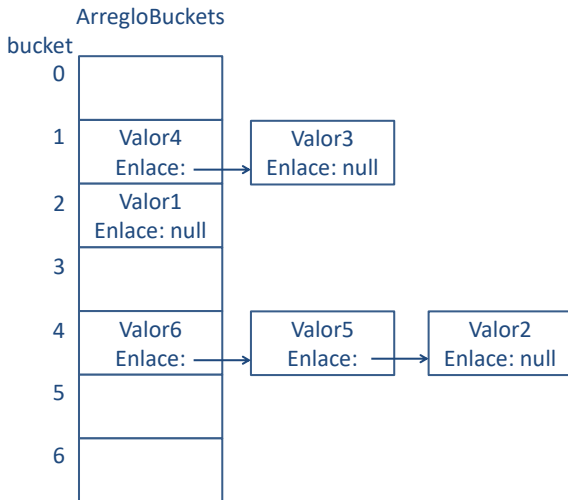 ArregloBuckets
bucket
0
1
Valor4
Enlace:
Valor3
Enlace: null
2
Valor1
Enlace: null
3
4
Valor6
Enlace:
Valor5
Enlace:
Valor2
Enlace: null
5
6